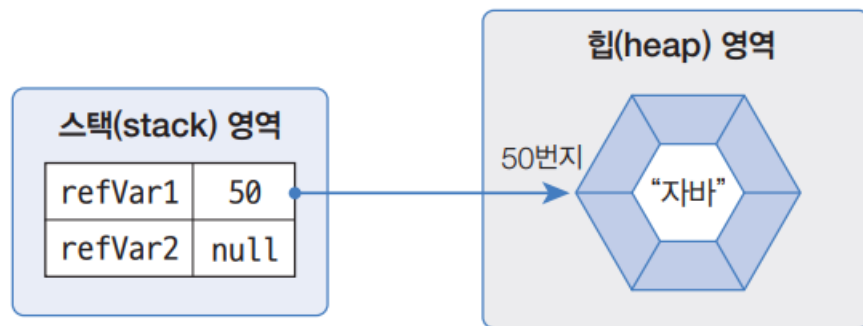 힙(heap) 영역
스택(stack) 영역
50번지
refVar1 50
“자바”
refVar2 null